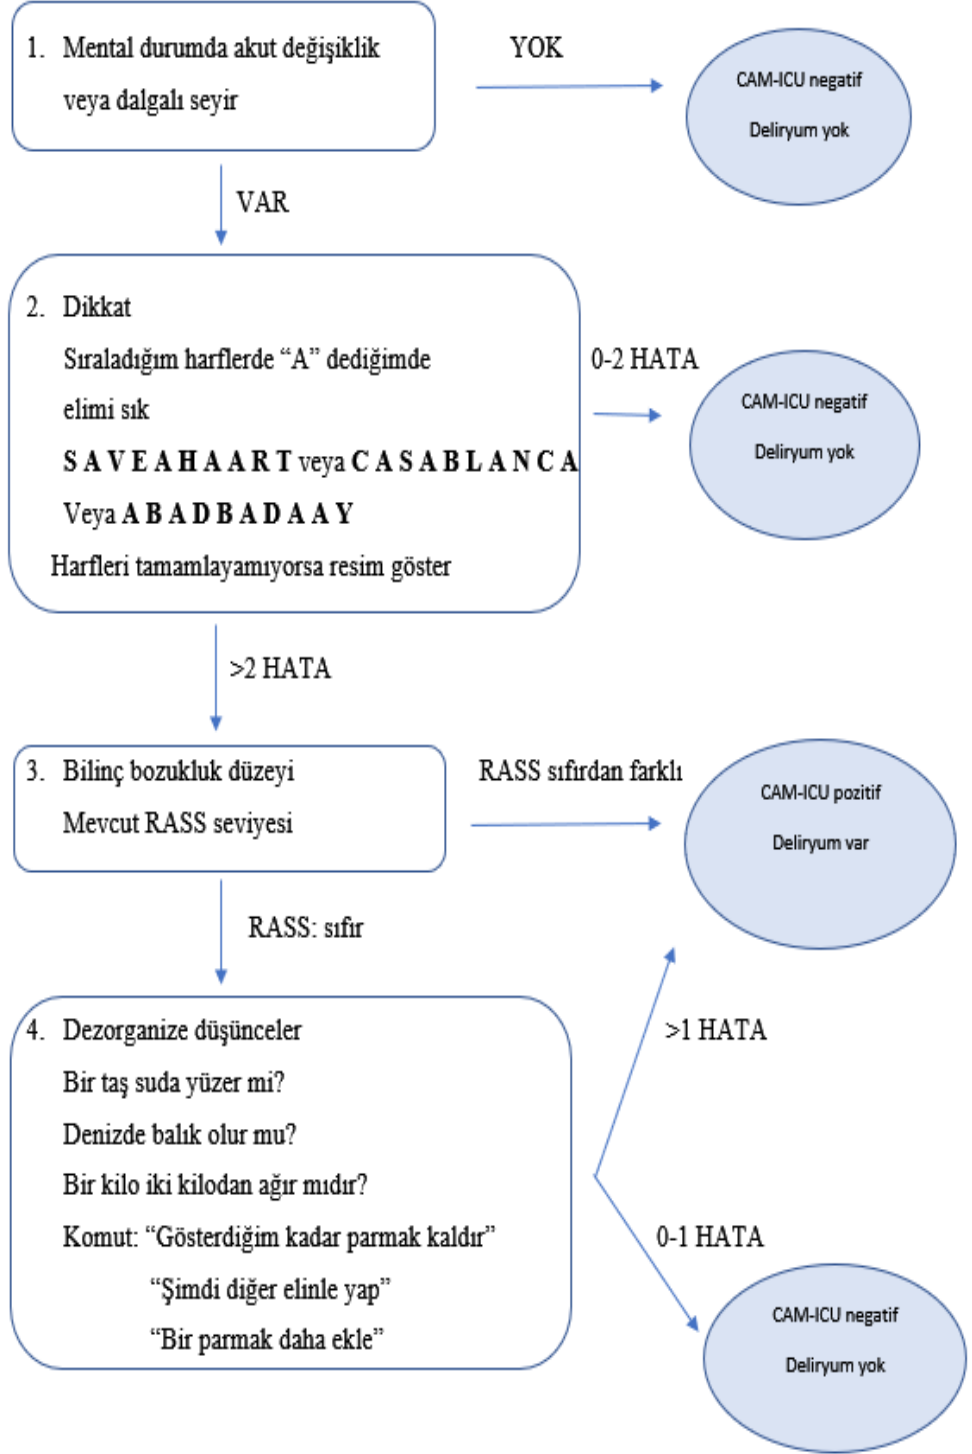 1. Mental durumda akut değişiklik
veya dalgalı seyir
YOK
CAM-ICU negatif
Deliryum yok
VAR
2. Dikkat
Sıraladığım harflerde “A” dediğimde
elimi sık
S A V E A H A A R T veya C A S A B L A N C A
Veya A B A D B A D A A Y
Harfleri tamamlayamıyorsa resim göster
0-2 HATA
CAM-ICU negatif
Deliryum yok
>2 HATA
3. Bilinç bozukluk düzeyi
Mevcut RASS seviyesi
RASS sıfırdan farklı
CAM-ICU pozitif
Deliryum var
RASS: sıfır
4. Dezorganize düşünceler
Bir taş suda yüzer mi?
Denizde balık olur mu?
Bir kilo iki kilodan ağır mıdır?
Komut: “Gösterdiğim kadar parmak kaldır”
“Şimdi diğer elinle yap”
“Bir parmak daha ekle”
>1 HATA
0-1 HATA
CAM-ICU negatif
Deliryum yok